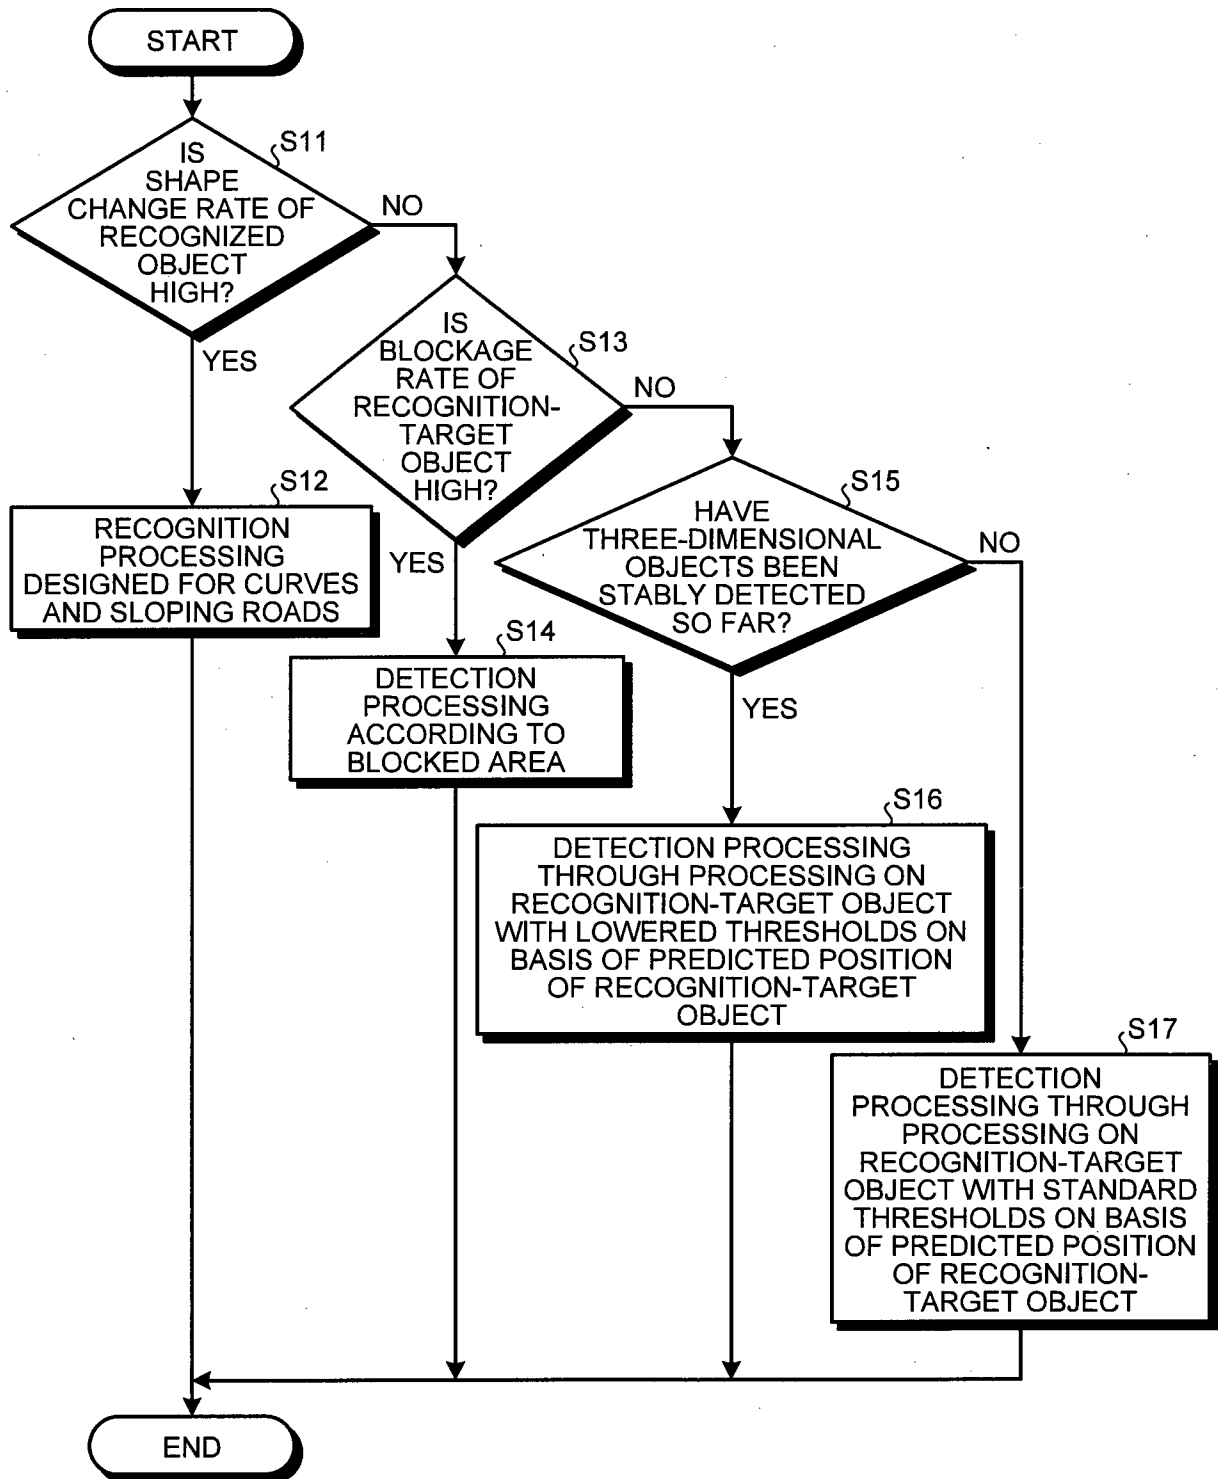 START
S11
IS
SHAPE
CHANGE RATE OF
RECOGNIZED
OBJECT
HIGH?
NO
YES
S13
IS
BLOCKAGE
RATE OF
RECOGNITION-
TARGET
OBJECT
HIGH?
NO
YES
S12
RECOGNITION
PROCESSING
DESIGNED FOR CURVES
AND SLOPING ROADS
S15
HAVE
THREE-DIMENSIONAL
OBJECTS BEEN
STABLY DETECTED
SO FAR?
NO
YES
S14
DETECTION
PROCESSING
ACCORDING TO
BLOCKED AREA
S16
DETECTION PROCESSING
THROUGH PROCESSING ON
RECOGNITION-TARGET OBJECT
WITH LOWERED THRESHOLDS ON
BASIS OF PREDICTED POSITION
OF RECOGNITION-TARGET
OBJECT
S17
DETECTION
PROCESSING THROUGH
PROCESSING ON
RECOGNITION-TARGET
OBJECT WITH STANDARD
THRESHOLDS ON BASIS
OF PREDICTED POSITION
OF RECOGNITION-
TARGET OBJECT
END